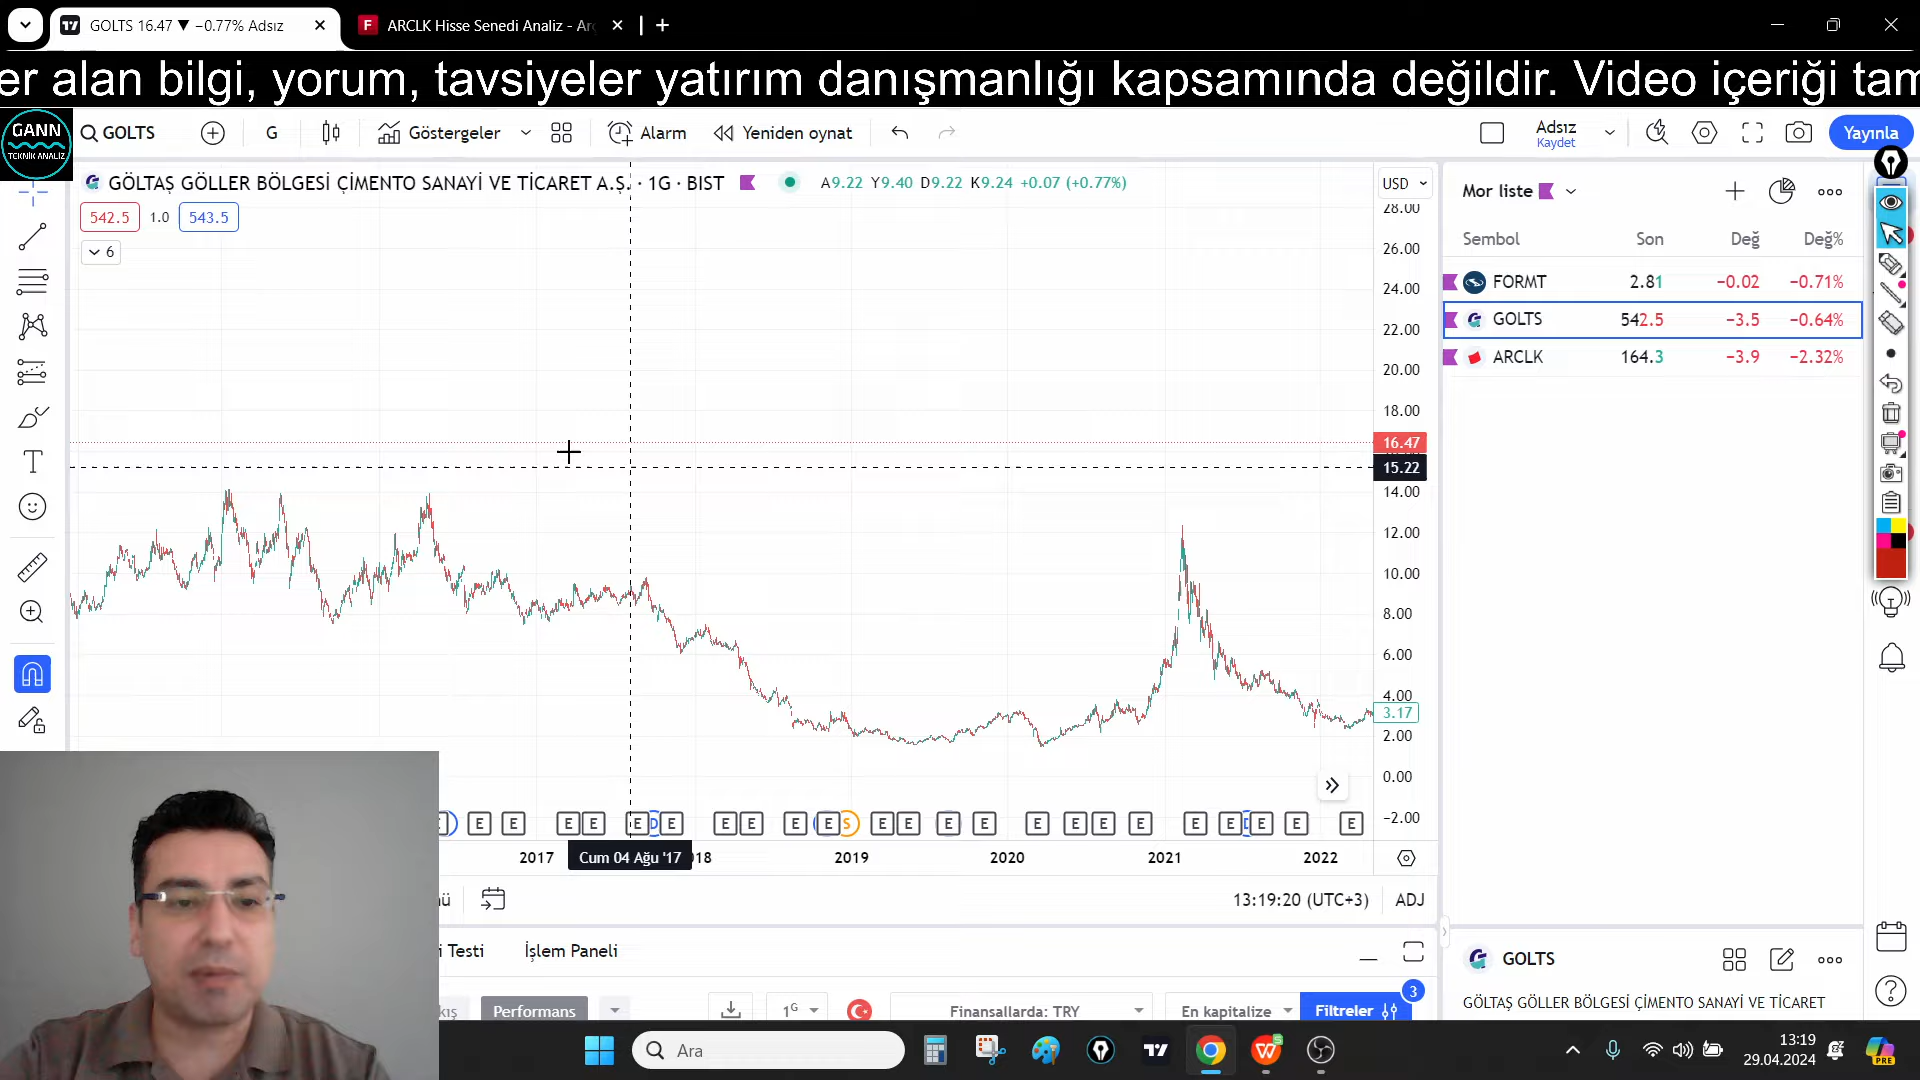 GOLTS 16.47 ▼ −0.77% Adsız
ARCLK Hisse Senedi Analiz - Ar
er alan bilgi, yorum, tavsiyeler yatırım danışmanlığı kapsamında değildir. Video içeriği tam
GANN
TEKNİK ANALİZ
GOLTS
G
Göstergeler
Alarm
Yeniden oynat
Adsız
Kaydet
Yayınla
GÖLTAŞ GÖLLER BÖLGESİ ÇİMENTO SANAYİ VE TİCARET A.Ş. · 1G · BIST
A9.22 Y9.40 D9.22 K9.24 +0.07 (+0.77%)
USD
542.5 1.0 543.5
6
28.00
26.00
24.00
22.00
20.00
18.00
16.47
15.22
14.00
12.00
10.00
8.00
6.00
4.00
3.17
2.00
0.00
−2.00
E E E E E D E E E E E S E E E E E E E E E E E E E
2017 Cum 04 Ağu '17 018 2019 2020 2021 2022
13:19:20 (UTC+3) ADJ
i Testi
İşlem Paneli
Performans
1G
Finansallarda: TRY
En kapitalize
Filtreler
3
Mor liste
Sembol Son Değ Değ%
FORMT 2.81 −0.02 −0.71%
GOLTS 542.5 −3.5 −0.64%
ARCLK 164.3 −3.9 −2.32%
GOLTS
GÖLTAŞ GÖLLER BÖLGESİ ÇİMENTO SANAYİ VE TİCARET
Ara
13:19
29.04.2024
PRE